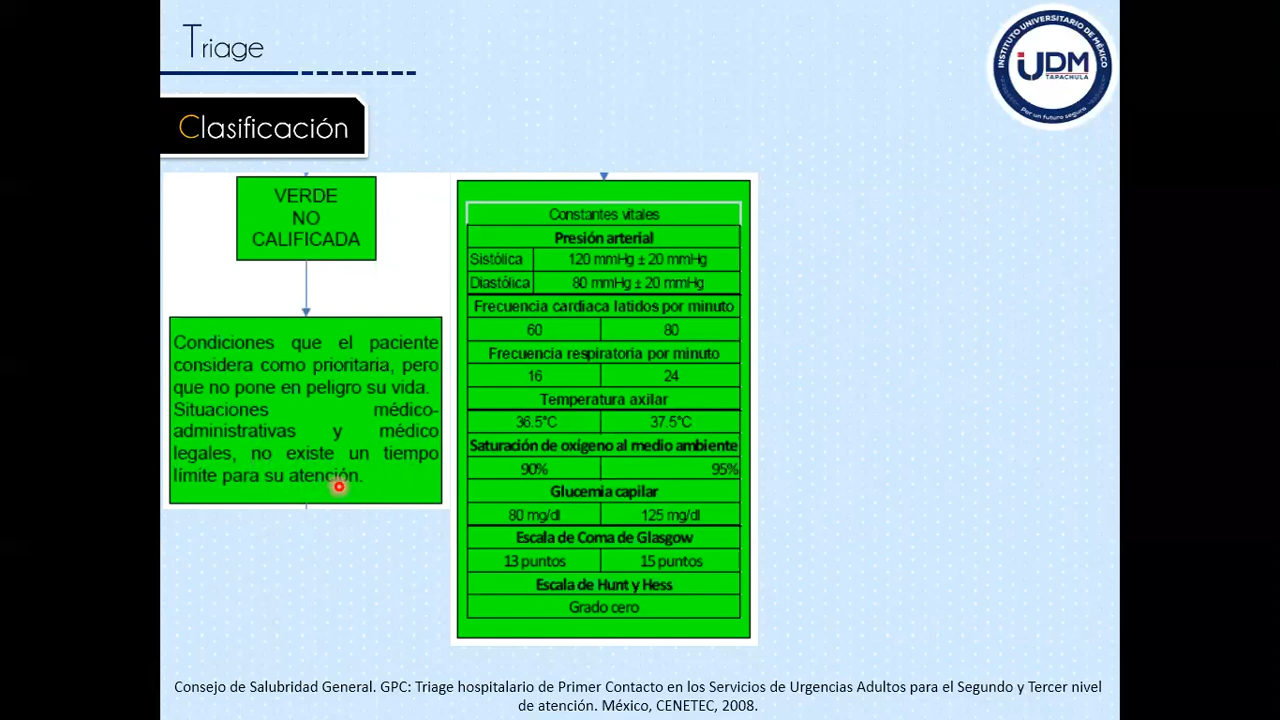 Triage
INSTITUTO UNIVERSITARIO DE MÉXICO
UDM
TAPACHULA
Por un futuro seguro
Clasificación
VERDE
NO
CALIFICADA
Condiciones que el paciente
considera como prioritaria, pero
que no pone en peligro su vida.
Situaciones médico-
administrativas y médico
legales, no existe un tiempo
límite para su atención.
Constantes vitales
Presión arterial
Sistólica 120 mmHg ± 20 mmHg
Diastólica 80 mmHg ± 20 mmHg
Frecuencia cardiaca latidos por minuto
60 80
Frecuencia respiratoria por minuto
16 24
Temperatura axilar
36.5°C 37.5°C
Saturación de oxígeno al medio ambiente
90% 95%
Glucemia capilar
80 mg/dl 125 mg/dl
Escala de Coma de Glasgow
13 puntos 15 puntos
Escala de Hunt y Hess
Grado cero
Consejo de Salubridad General. GPC: Triage hospitalario de Primer Contacto en los Servicios de Urgencias Adultos para el Segundo y Tercer nivel
de atención. México, CENETEC, 2008.